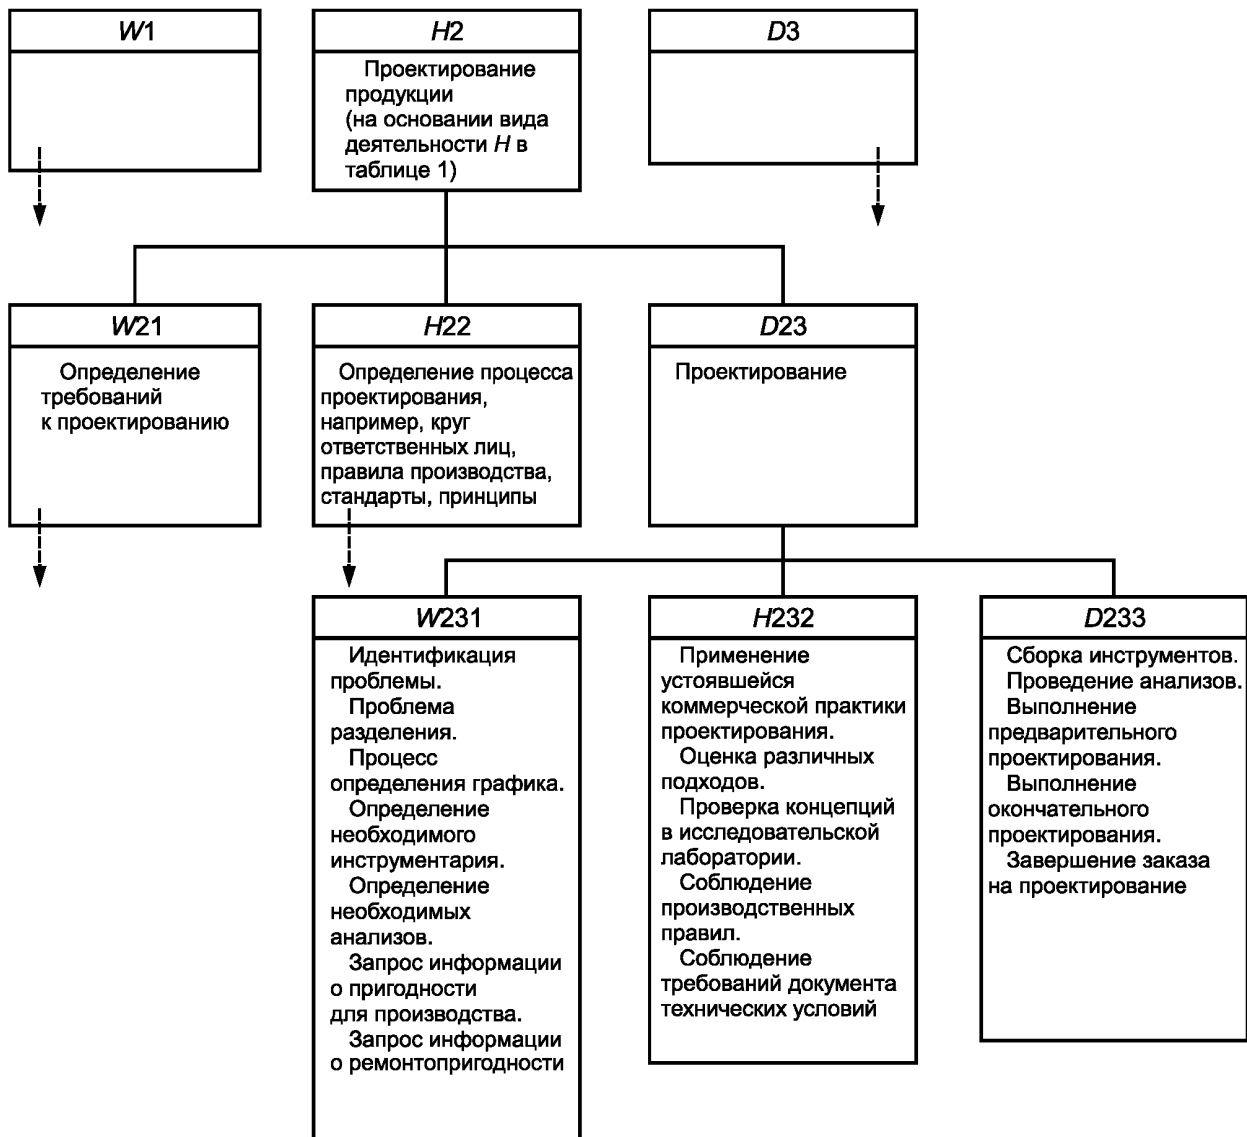 W1
H2
Проектирование
продукции
(на основании вида
деятельности H в
таблице 1)
D3
W21
Определение
требований
к проектированию
H22
Определение процесса
проектирования,
например, круг
ответственных лиц,
правила производства,
стандарты, принципы
D23
Проектирование
W231
Идентификация
проблемы.
Проблема
разделения.
Процесс
определения графика.
Определение
необходимого
инструментария.
Определение
необходимых
анализов.
Запрос информации
о пригодности
для производства.
Запрос информации
о ремонтопригодности
H232
Применение
устоявшейся
коммерческой практики
проектирования.
Оценка различных
подходов.
Проверка концепций
в исследовательской
лаборатории.
Соблюдение
производственных
правил.
Соблюдение
требований документа
технических условий
D233
Сборка инструментов.
Проведение анализов.
Выполнение
предварительного
проектирования.
Выполнение
окончательного
проектирования.
Завершение заказа
на проектирование